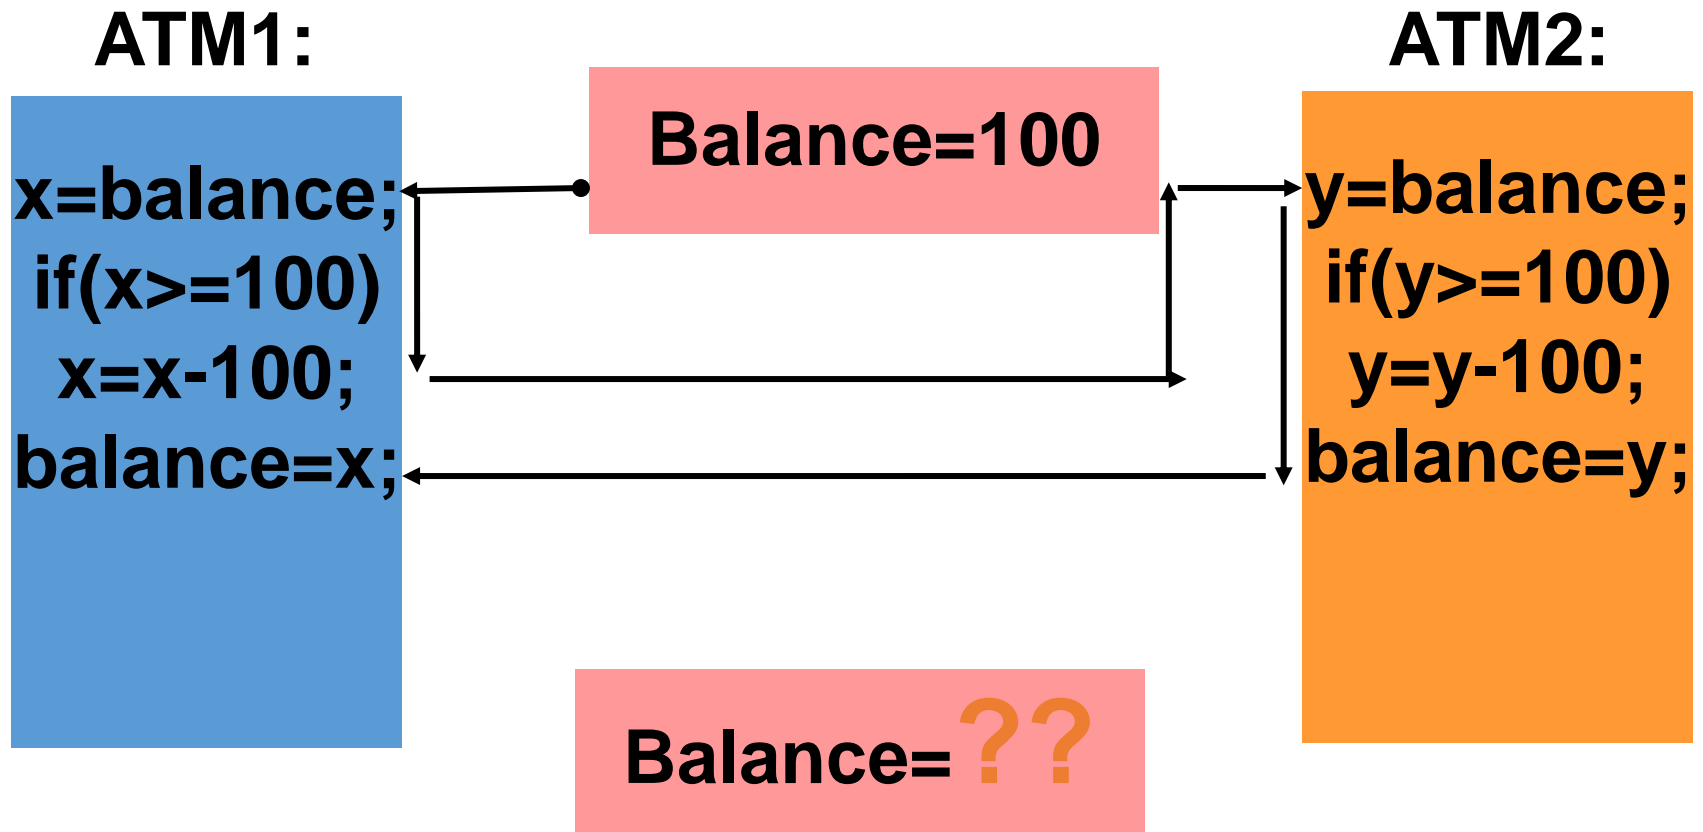 ATM1:
x=balance;
if(x>=100)
x=x-100;
balance=x;
Balance=100
ATM2:
y=balance;
if(y>=100)
y=y-100;
balance=y;
Balance=??